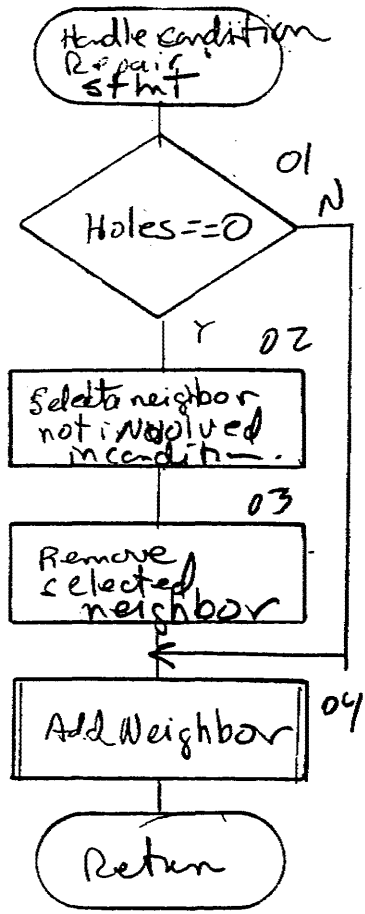 Handle condition
Repair
stmt
01
Holes==0
N
Y
02
Select a neighbor
not involved
in condition.
03
Remove
selected
neighbor
04
Add Neighbor
Return